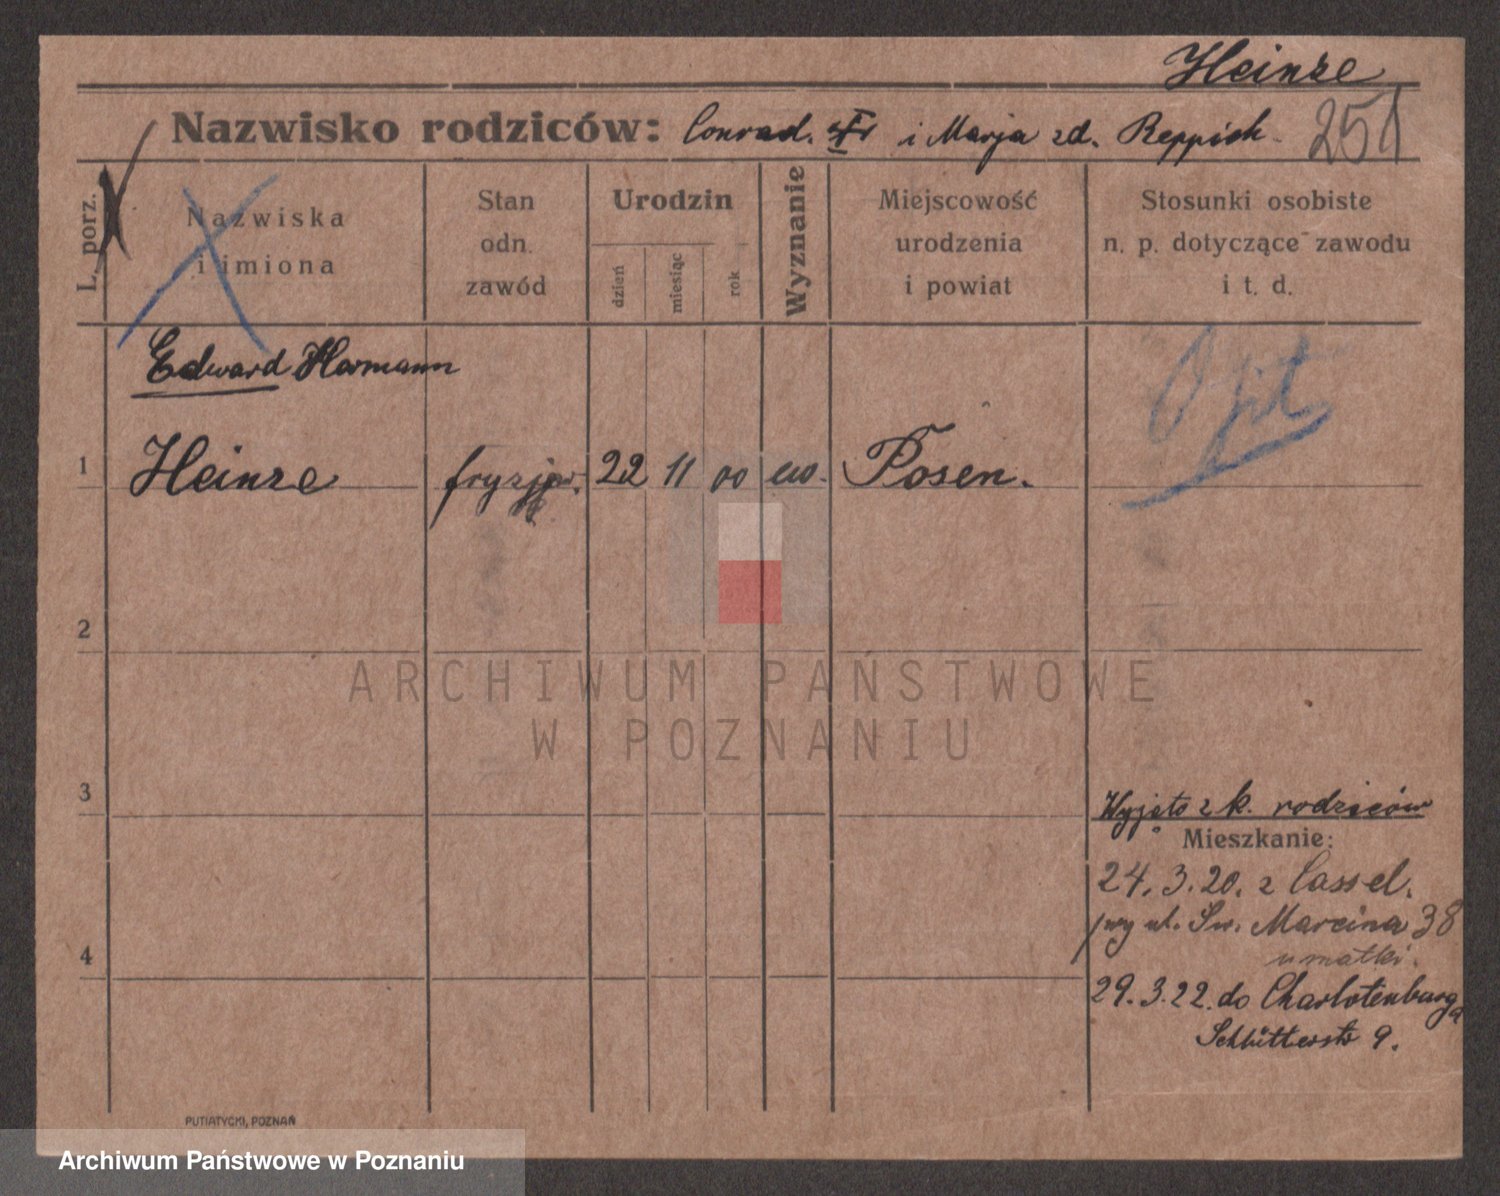 Heinze
Nazwisko rodziców: Conrad. i Marja zd. Reppich 251
L. porz.
Nazwiska
i imiona
Stan
odn.
zawód
Urodzin
dzień
miesiąc
rok
Wyznanie
Miejscowość
urodzenia
i powiat
Stosunki osobiste
n. p. dotyczące zawodu
i t. d.
Edward Hermann
1 Heinze fryzjer. 22 11 00 ew. Posen.
2
ARCHIWUM PAŃSTWOWE
W POZNANIU
3
Wyjęto z k. rodziców
Mieszkanie:
24.3.20. z Cassel.
przy ul. Św. Marcina 38
4
u matki.
29.3.22. do Charlotenburga
Schlütterstr 9.
PUTIATYCKI, POZNAŃ
Archiwum Państwowe w Poznaniu